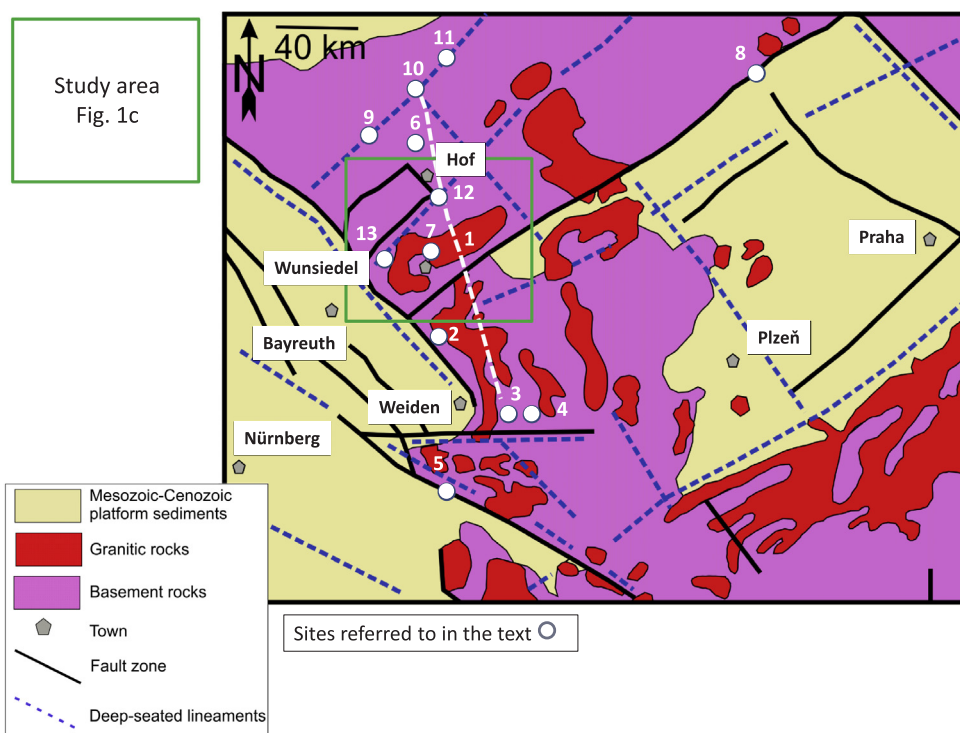 Study area
Fig. 1c
40 km
N
11
10
8
9
6
Hof
12
13
7
1
Praha
Wunsiedel
2
Bayreuth
Plzeň
3
4
Weiden
Nürnberg
5
Mesozoic-Cenozoic
platform sediments
Granitic rocks
Basement rocks
Town
Fault zone
Deep-seated lineaments
Sites referred to in the text